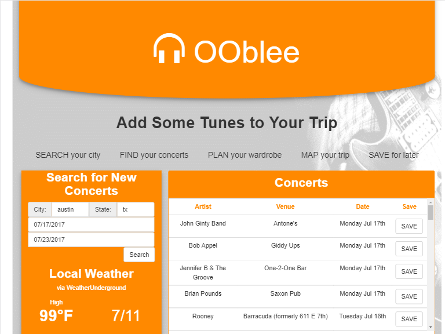 OOblee
Add Some Tunes to Your Trip
SEARCH your city FIND your concerts PLAN your wardrobe MAP your trip SAVE for later
Search for New
Concerts
City: austin State: tx
07/17/2017
07/23/2017
Search
Local Weather
via WeatherUnderground
High
99°F 7/11
Concerts
Artist Venue Date Save
John Ginty Band Antone's Monday Jul 17th SAVE
Bob Appel Giddy Ups Monday Jul 17th SAVE
Jennifer B & The
Groove One-2-One Bar Monday Jul 17th SAVE
Brian Pounds Saxon Pub Monday Jul 17th SAVE
Rooney Barracuda (formerly 611 E 7th) Tuesday Jul 18th SAVE